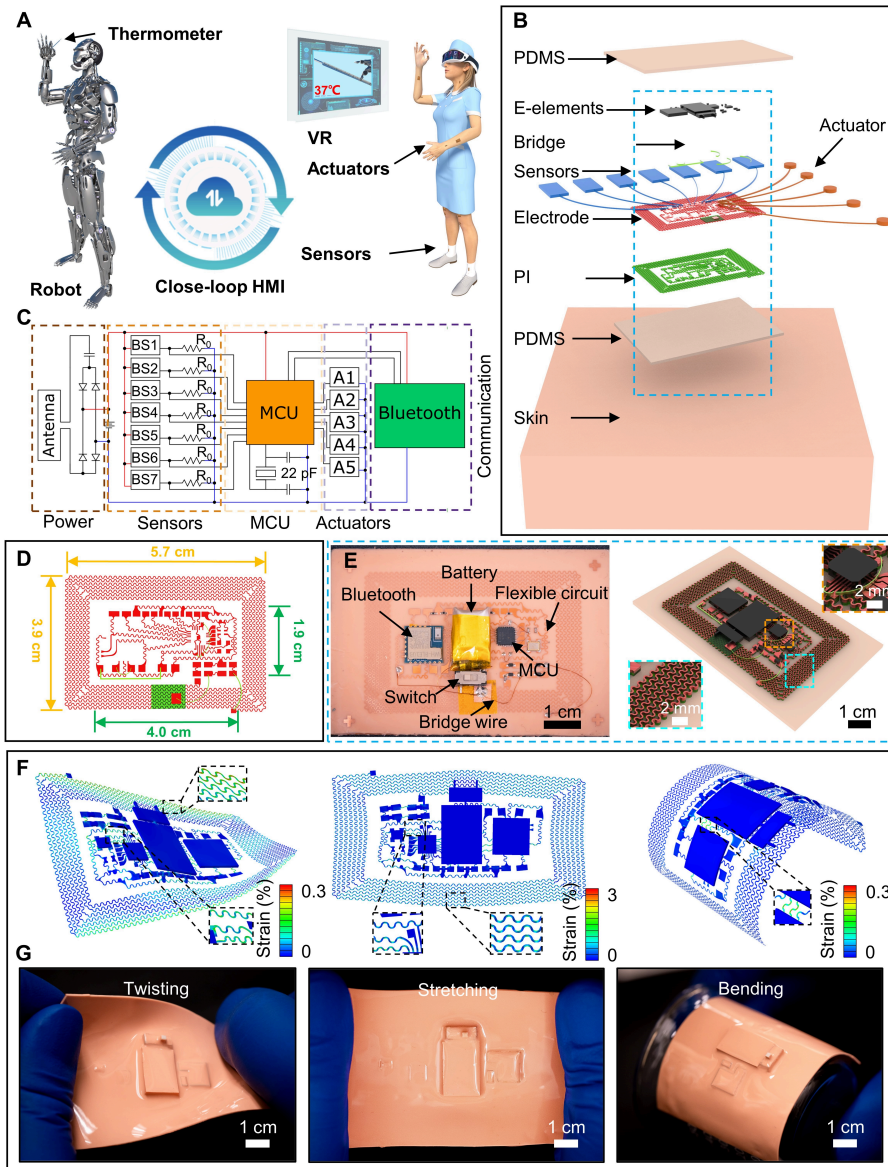 A
Thermometer
37℃
VR
Actuators
Sensors
Robot
Close-loop HMI
B
PDMS
E-elements
Bridge
Actuator
Sensors
Electrode
PI
PDMS
Skin
C
Antenna
BS1
BS2
BS3
BS4
BS5
BS6
BS7
R0
R0
R0
R0
R0
R0
R0
MCU
22 pF
A1
A2
A3
A4
A5
Bluetooth
Communication
Power
Sensors
MCU
Actuators
D
5.7 cm
3.9 cm
1.9 cm
4.0 cm
E
Battery
Bluetooth
Flexible circuit
MCU
Switch
Bridge wire
1 cm
2 mm
2 mm
1 cm
F
Strain (%)
0.3
0
Strain (%)
3
0
Strain (%)
0.3
0
G
Twisting
1 cm
Stretching
1 cm
Bending
1 cm